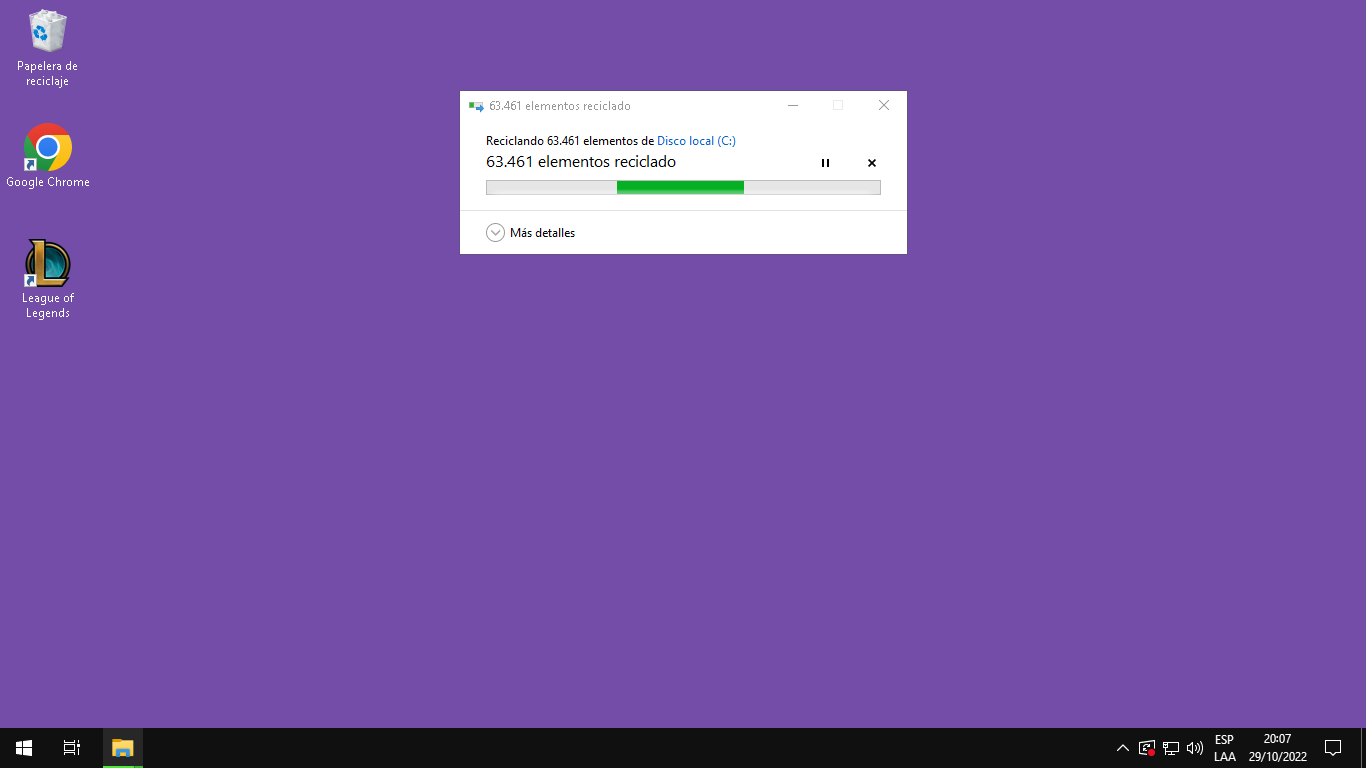 Papelera de
reciclaje
Google Chrome
League of
Legends
63.461 elementos reciclado
Reciclando 63.461 elementos de Disco local (C:)
63.461 elementos reciclado
Más detalles
ESP
LAA
20:07
29/10/2022